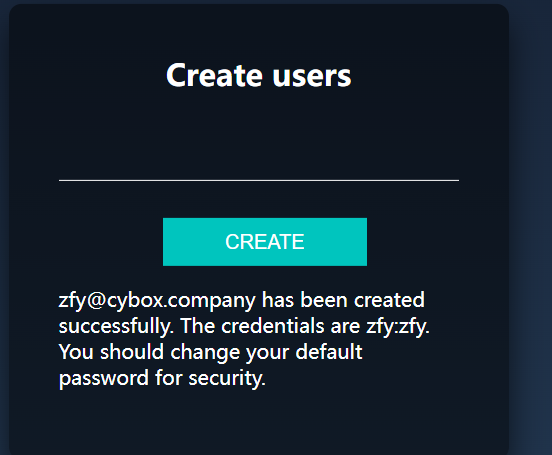 Create users
CREATE
zfy@cybox.company has been created
successfully. The credentials are zfy:zfy.
You should change your default
password for security.